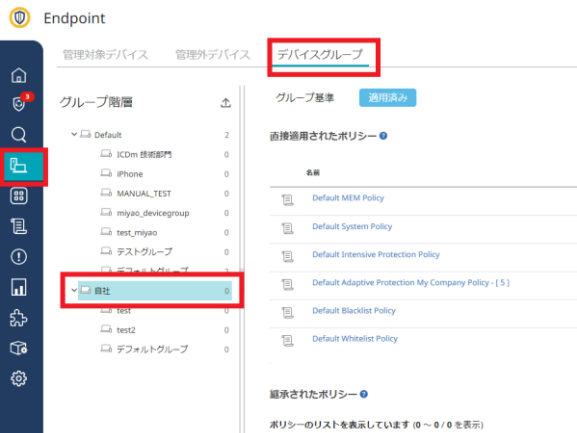 Endpoint
管理対象デバイス 管理外デバイス デバイスグループ
3
グループ階層
グループ基準 適用済み
Default 2
ICDm 技術部門 0
iPhone 0
MANUAL_TEST 0
miyao_devicegroup 0
test_miyao 0
テストグループ 0
デフォルトグループ 2
自社 0
test 0
test2 0
デフォルトグループ 0
直接適用されたポリシー
名前
Default MEM Policy
Default System Policy
Default Intensive Protection Policy
Default Adaptive Protection My Company Policy - [ 5 ]
Default Blacklist Policy
Default Whitelist Policy
継承されたポリシー
ポリシーのリストを表示しています (0 ～ 0 / 0 を表示)